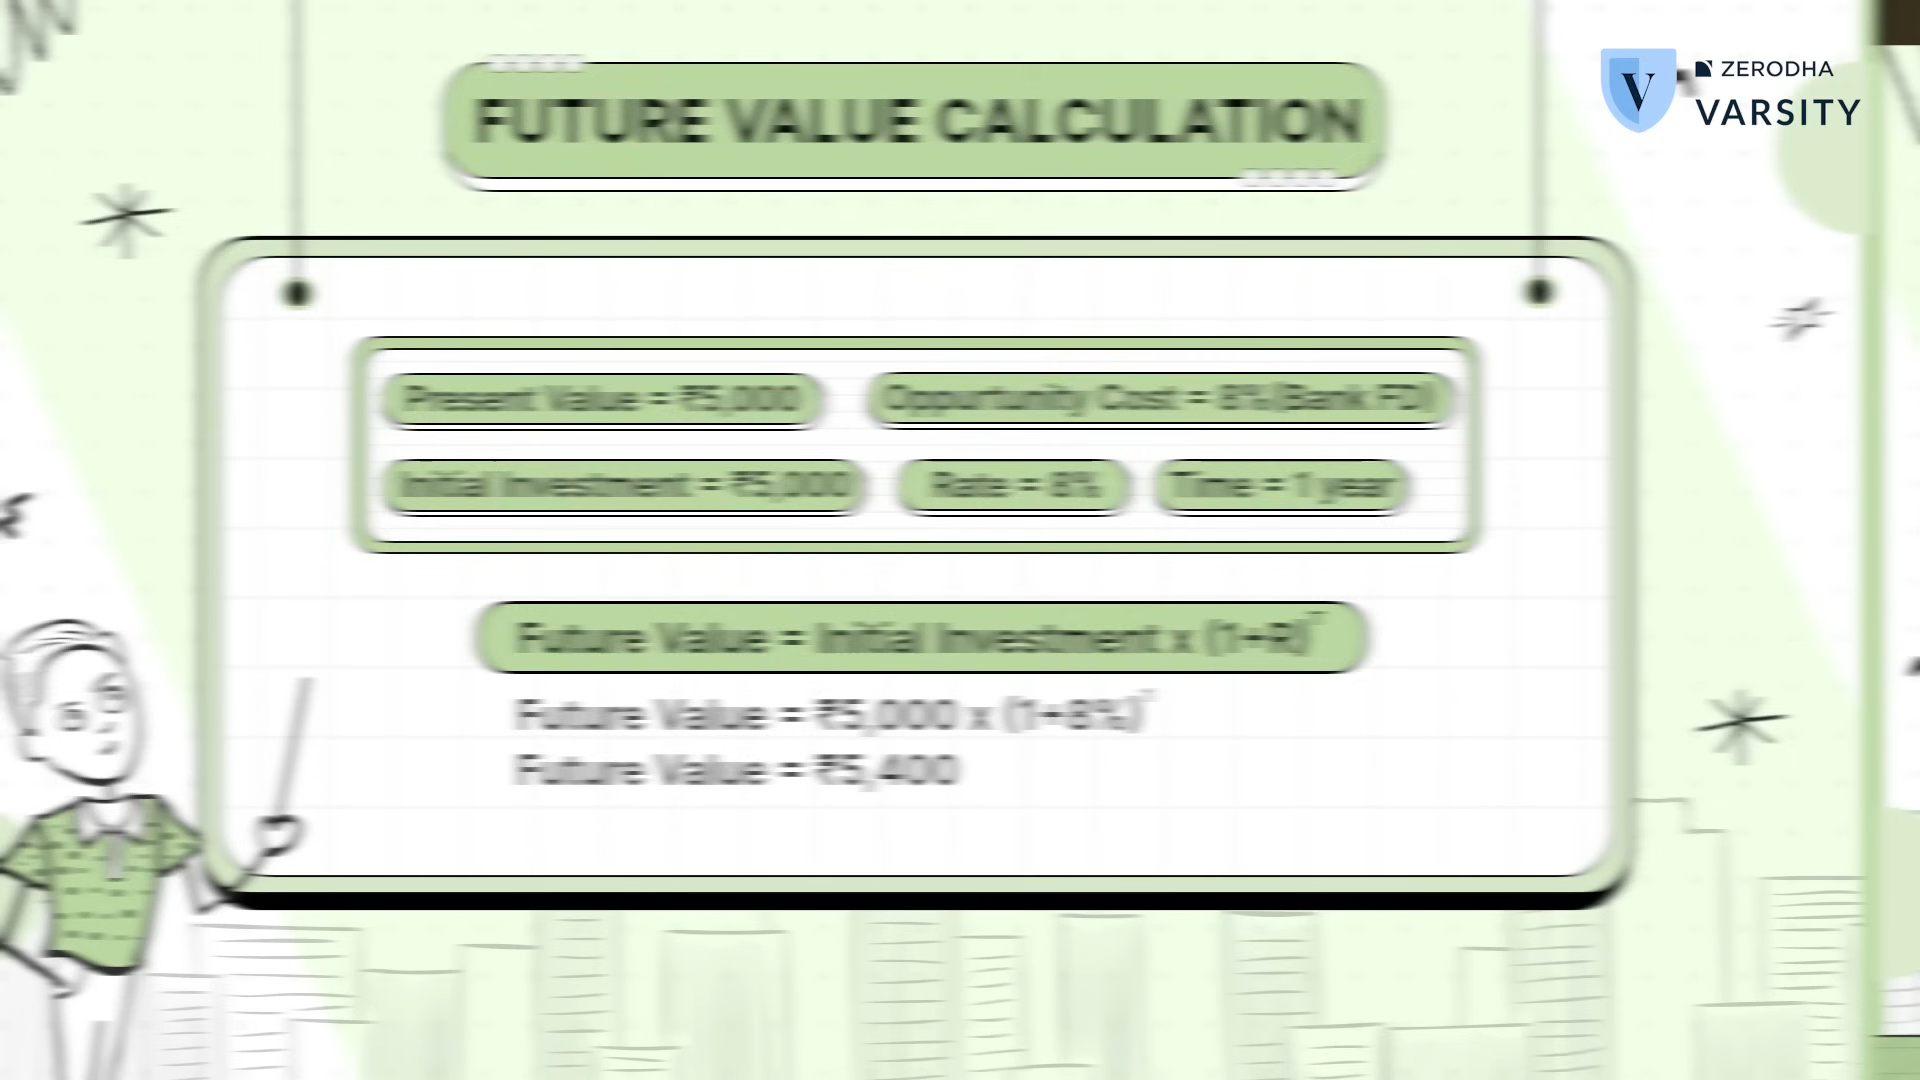 ZERODHA
VARSITY
FUTURE VALUE CALCULATION
Present Value = ₹5,000
Opportunity Cost = 8%(Bank FD)
Initial Investment = ₹5,000
Rate = 8%
Time = 1 year
Future Value = Initial Investment x (1+R)
Future Value = ₹5,000 x (1+8%)
Future Value = ₹5,400